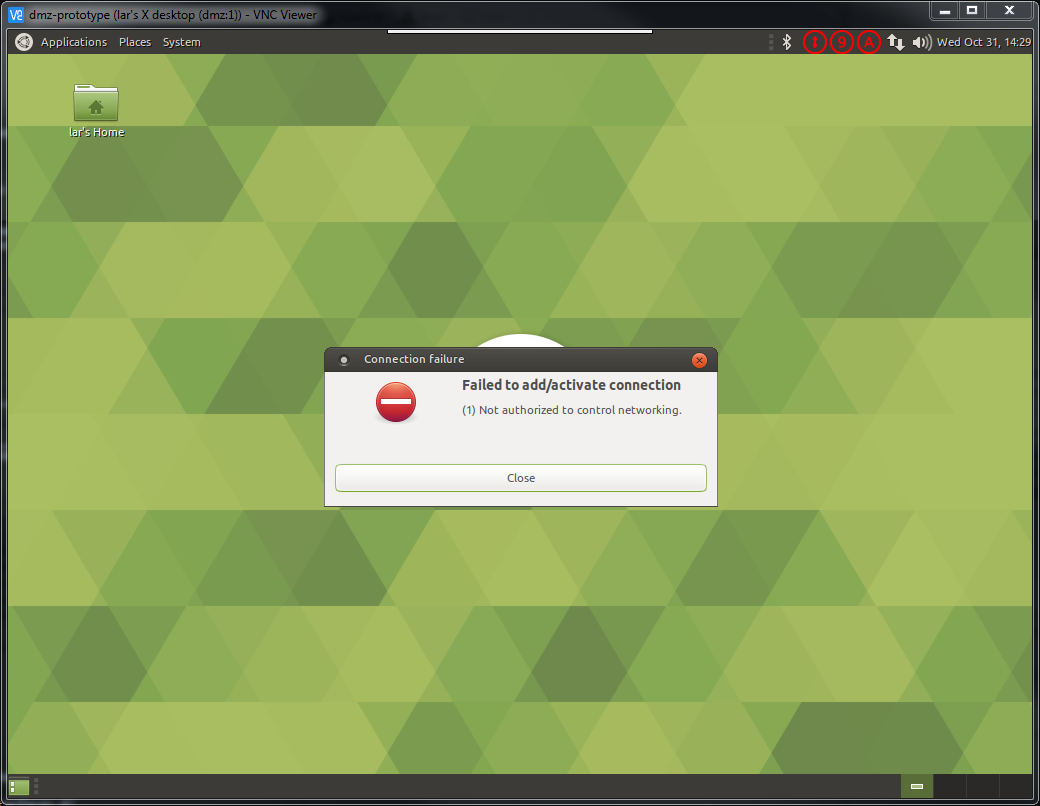 dmz-prototype (lar's X desktop (dmz:1)) - VNC Viewer
Applications Places System
1 9 A
Wed Oct 31, 14:29
lar's Home
Connection failure
Failed to add/activate connection
(1) Not authorized to control networking.
Close